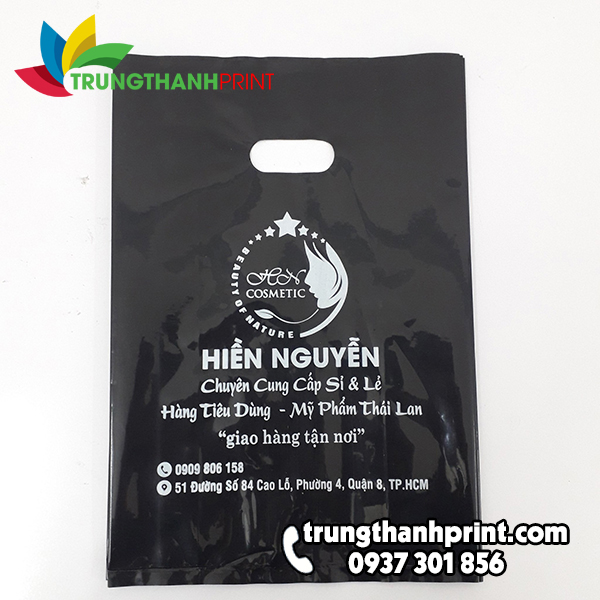 TRUNGTHANHPRINT
BEAUTY OF NATURE
HN
COSMETIC
HIỀN NGUYỄN
Chuyên Cung Cấp Sỉ & Lẻ
Hàng Tiêu Dùng - Mỹ Phẩm Thái Lan
"giao hàng tận nơi"
0909 806 158
51 Đường Số 84 Cao Lỗ, Phường 4, Quận 8, TP.HCM
trungthanhprint.com
0937 301 856